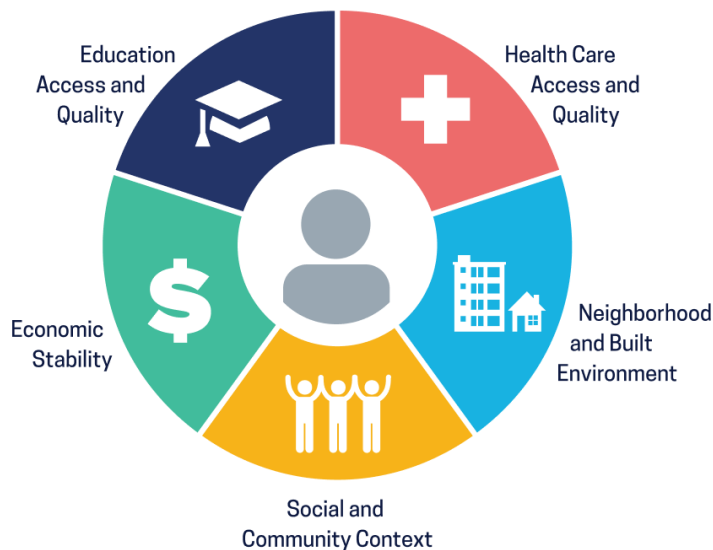 Education
Access and
Quality
Health Care
Access and
Quality
Economic
Stability
Neighborhood
and Built
Environment
Social and
Community Context